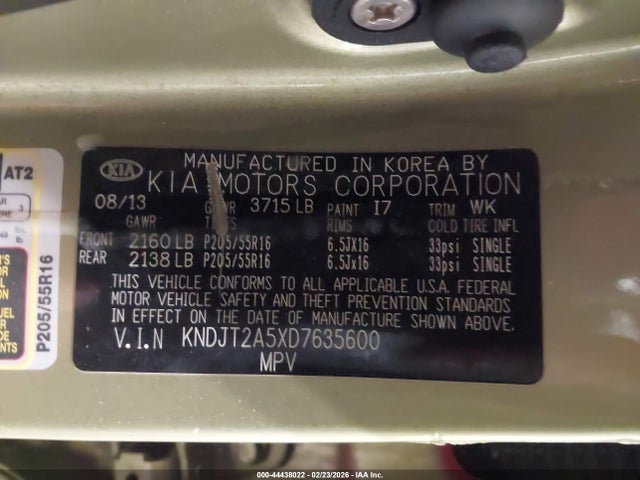 KIA
MANUFACTURED IN KOREA BY
KIA MOTORS CORPORATION
08/13 GVWR 3715 LB PAINT I7 TRIM WK
GAWR TIRES RIMS COLD TIRE INFL
FRONT 2160 LB P205/55R16 6.5JX16 33psi SINGLE
REAR 2138 LB P205/55R16 6.5Jx16 33psi SINGLE
THIS VEHICLE CONFORMS TO ALL APPLICABLE U.S.A. FEDERAL
MOTOR VEHICLE SAFETY AND THEFT PREVENTION STANDARDS
IN EFFECT ON THE DATE OF MANUFACTURE SHOWN ABOVE.
V.I.N KNDJT2A5XD7635600
MPV
AT2
3
P205/55R16
000-44438022 - 02/23/2026 - IAA Inc.